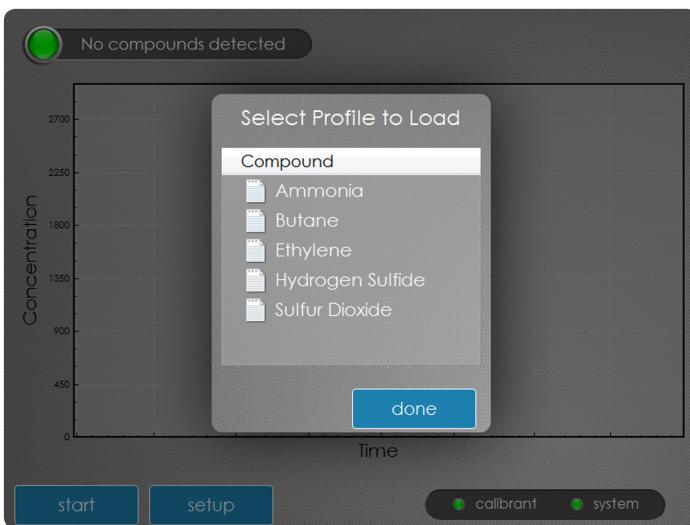 No compounds detected
Select Profile to Load
Compound
Ammonia
Butane
Ethylene
Hydrogen Sulfide
Sulfur Dioxide
done
Concentration
2700
2250
1800
1350
900
450
0
Time
start
setup
calibrant
system